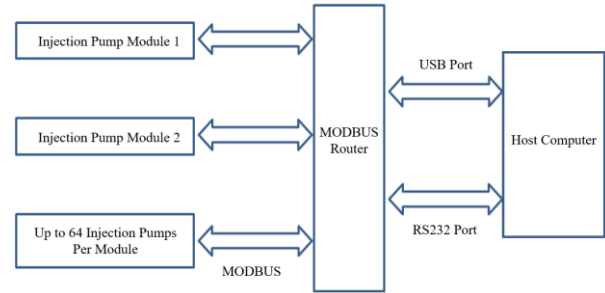 Injection Pump Module 1
Injection Pump Module 2
Up to 64 Injection Pumps
Per Module
MODBUS
MODBUS
Router
USB Port
RS232 Port
Host Computer